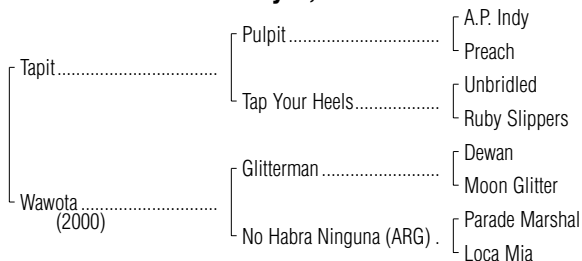 A.P. Indy
Pulpit
Preach
Tapit
Unbridled
Tap Your Heels
Ruby Slippers
Dewan
Glitterman
Moon Glitter
Wawota
(2000)
Parade Marshal
No Habra Ninguna (ARG)
Loca Mia